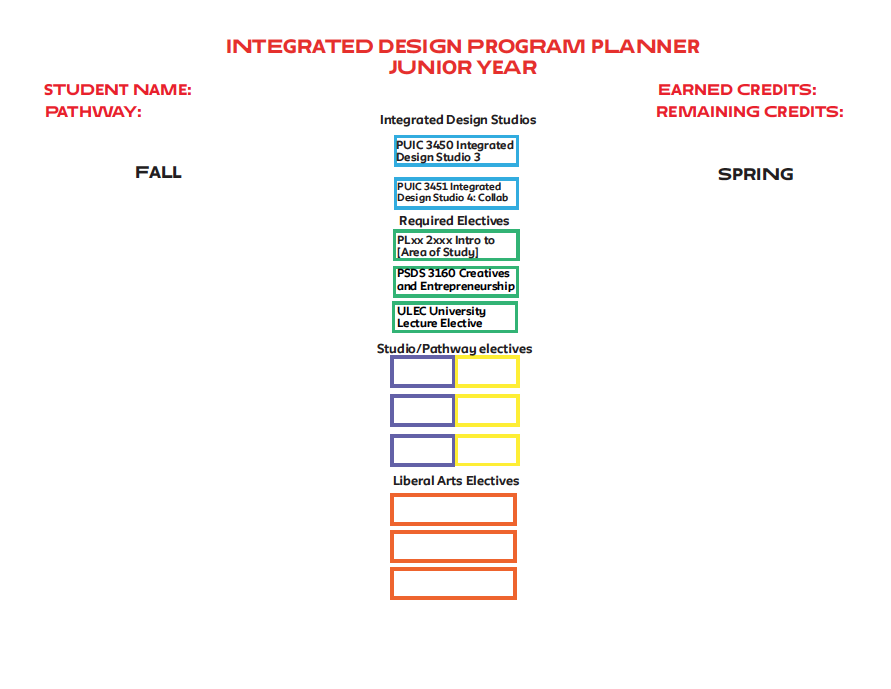 INTEGRATED DESIGN PROGRAM PLANNER
JUNIOR YEAR
STUDENT NAME:
EARNED CREDITS:
PATHWAY:
REMAINING CREDITS:
Integrated Design Studios
PUIC 3450 Integrated
Design Studio 3
FALL
SPRING
PUIC 3451 Integrated
Design Studio 4: Collab
Required Electives
PLxx 2xxx Intro to
[Area of Study]
PSDS 3160 Creatives
and Entrepreneurship
ULEC University
Lecture Elective
Studio/Pathway electives
Liberal Arts Electives